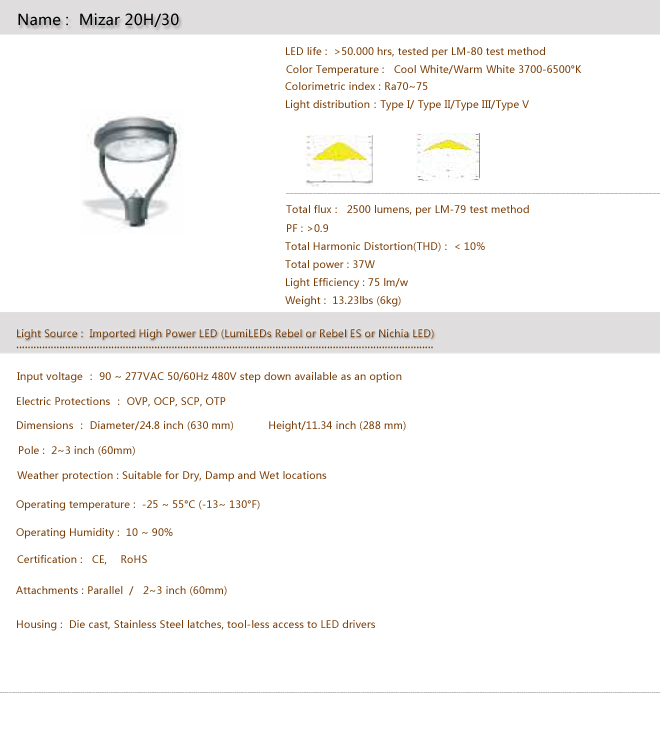 Name : Mizar 20H/30
LED life : >50.000 hrs, tested per LM-80 test method
Color Temperature : Cool White/Warm White 3700-6500°K
Colorimetric index : Ra70~75
Light distribution : Type I/ Type II/Type III/Type V
Total flux : 2500 lumens, per LM-79 test method
PF : >0.9
Total Harmonic Distortion(THD) : < 10%
Total power : 37W
Light Efficiency : 75 lm/w
Weight : 13.23lbs (6kg)
Light Source : Imported High Power LED (LumiLEDs Rebel or Rebel ES or Nichia LED)
Input voltage : 90 ~ 277VAC 50/60Hz 480V step down available as an option
Electric Protections : OVP, OCP, SCP, OTP
Dimensions : Diameter/24.8 inch (630 mm) Height/11.34 inch (288 mm)
Pole : 2~3 inch (60mm)
Weather protection : Suitable for Dry, Damp and Wet locations
Operating temperature : -25 ~ 55°C (-13~ 130°F)
Operating Humidity : 10 ~ 90%
Certification : CE, RoHS
Attachments : Parallel / 2~3 inch (60mm)
Housing : Die cast, Stainless Steel latches, tool-less access to LED drivers